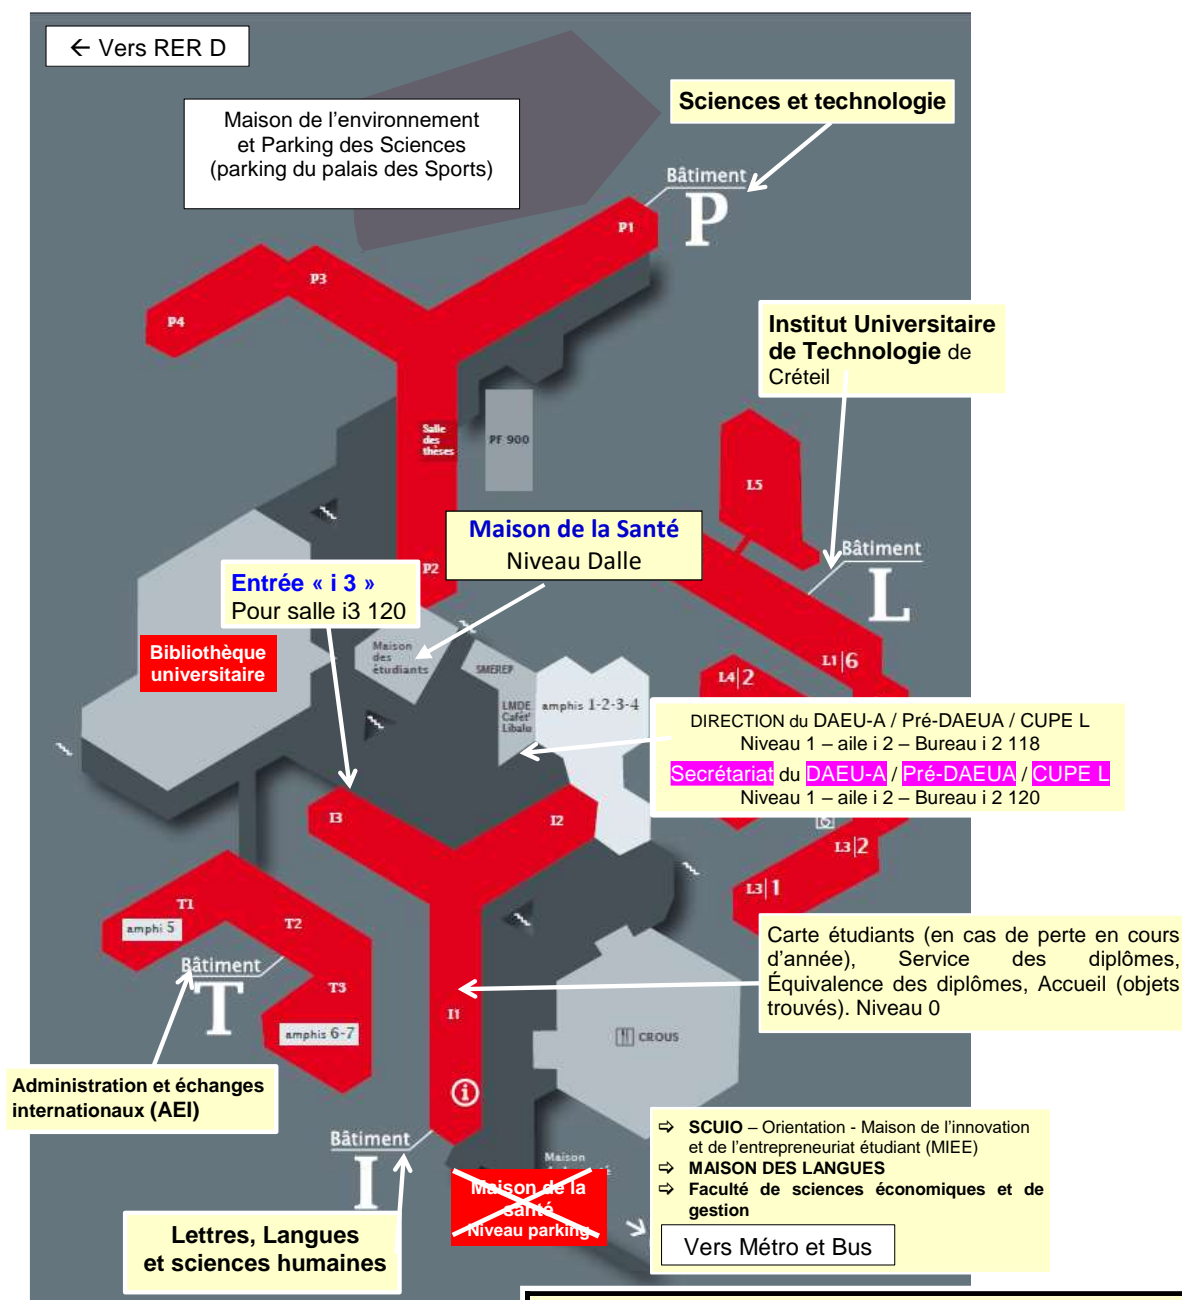 ← Vers RER D
Maison de l'environnement
et Parking des Sciences
(parking du palais des Sports)
Sciences et technologie
Bâtiment
P
P1
P3
P4
Institut Universitaire
de Technologie de
Créteil
Salle
des
thèses
PF 900
L5
Maison de la Santé
Niveau Dalle
Bâtiment
L
P2
Entrée « i 3 »
Pour salle i3 120
Bibliothèque
universitaire
Maison
des
étudiants
SMEREP
L1|6
L4|2
LMDE
Cafet'
Libalu
amphis 1-2-3-4
DIRECTION du DAEU-A / Pré-DAEUA / CUPE L
Niveau 1 – aile i 2 – Bureau i 2 118
Secrétariat du DAEU-A / Pré-DAEUA / CUPE L
Niveau 1 – aile i 2 – Bureau i 2 120
I3
I2
L3|2
L3|1
T1
amphi 5
T2
Bâtiment
T
T3
amphis 6-7
I1
Carte étudiants (en cas de perte en cours
d'année), Service des diplômes,
Équivalence des diplômes, Accueil (objets
trouvés). Niveau 0
CROUS
Administration et échanges
internationaux (AEI)
i
Bâtiment
I
Maison
Maison de la
santé
Niveau parking
⇨ SCUIO – Orientation - Maison de l'innovation
et de l'entrepreneuriat étudiant (MIEE)
⇨ MAISON DES LANGUES
⇨ Faculté de sciences économiques et de
gestion
Vers Métro et Bus
Lettres, Langues
et sciences humaines